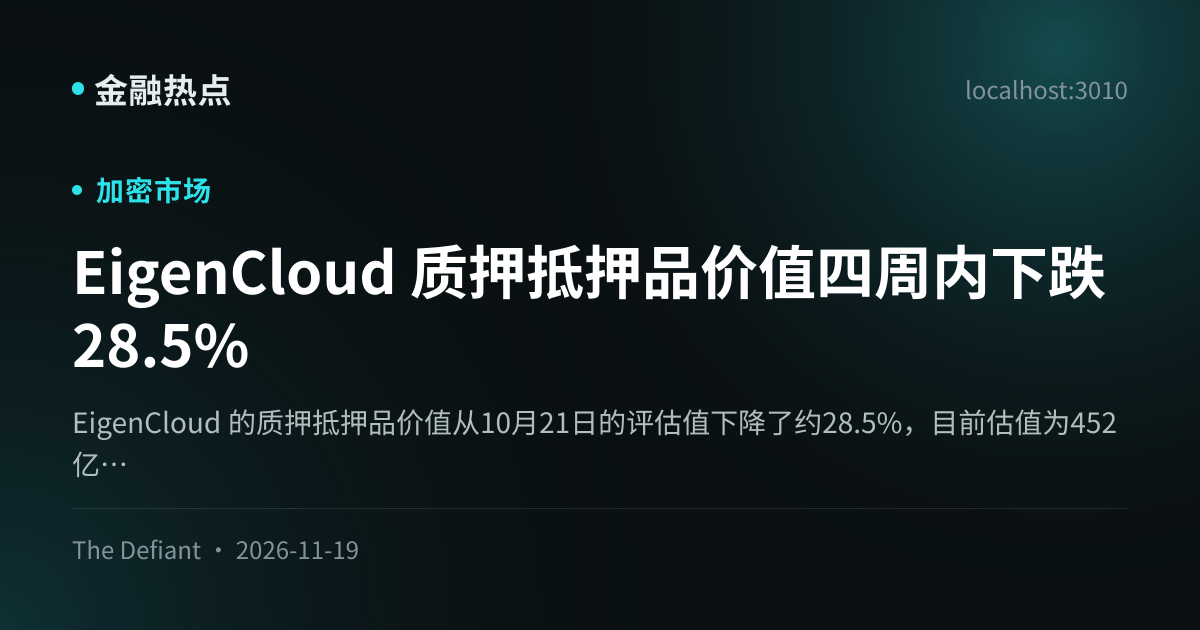 金融热点
localhost:3010
加密市场
EigenCloud 质押抵押品价值四周内下跌
28.5%
EigenCloud 的质押抵押品价值从10月21日的评估值下降了约28.5%，目前估值为452
亿…
The Defiant · 2026-11-19